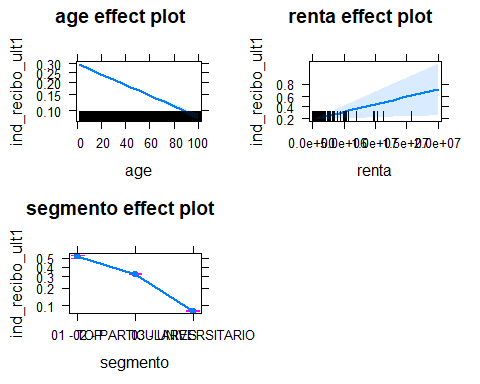 age effect plot
ind_recibo_ult1
0.30
0.25
0.20
0.15
0.10
0 20 40 60 80 100
age
renta effect plot
ind_recibo_ult1
0.8
0.6
0.4
0.2
renta
segmento effect plot
ind_recibo_ult1
0.5
0.4
0.3
0.2
0.1
segmento